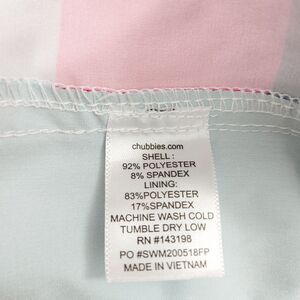 chubbies.com
SHELL :
92% POLYESTER
8% SPANDEX
LINING:
83%POLYESTER
17%SPANDEX
MACHINE WASH COLD
TUMBLE DRY LOW
RN #143198
PO #SWM200518FP
MADE IN VIETNAM